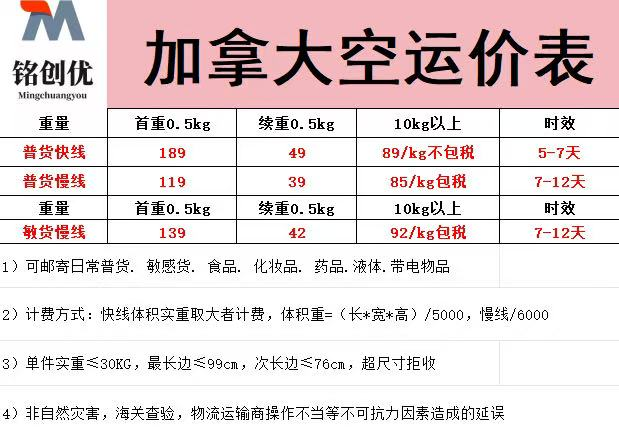 铭创优
Mingchuangyou
加拿大空运价表
重量 首重0.5kg 续重0.5kg 10kg以上 时效
普货快线 189 49 89/kg不包税 5-7天
普货慢线 119 39 85/kg包税 7-12天
重量 首重0.5kg 续重0.5kg 10kg以上 时效
敏货慢线 139 42 92/kg包税 7-12天
1）可邮寄日常普货. 敏感货. 食品. 化妆品. 药品.液体.带电物品
2）计费方式：快线体积实重取大者计费，体积重=（长*宽*高）/5000，慢线/6000
3）单件实重≤30KG，最长边≤99cm，次长边≤76cm，超尺寸拒收
4）非自然灾害，海关查验，物流运输商操作不当等不可抗力因素造成的延误